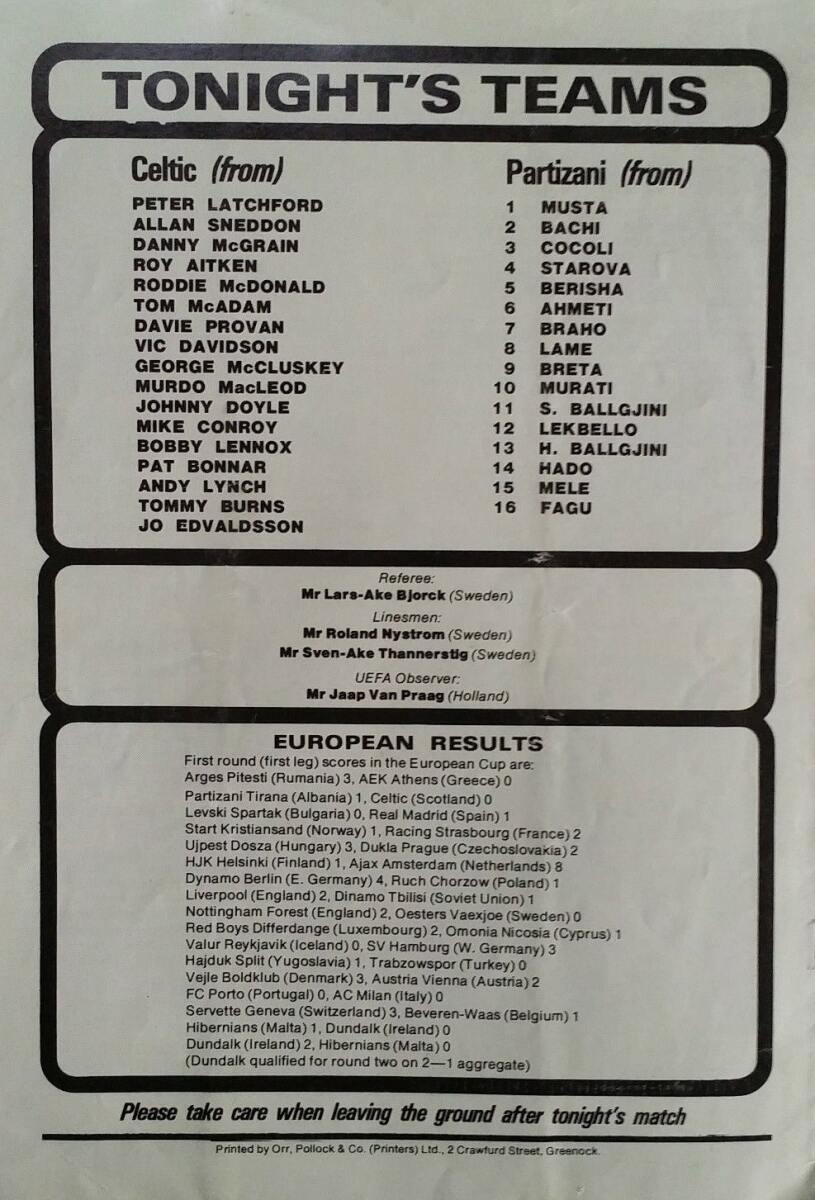 TONIGHT'S TEAMS
Celtic (from)
PETER LATCHFORD
ALLAN SNEDDON
DANNY McGRAIN
ROY AITKEN
RODDIE McDONALD
TOM McADAM
DAVIE PROVAN
VIC DAVIDSON
GEORGE McCLUSKEY
MURDO MacLEOD
JOHNNY DOYLE
MIKE CONROY
BOBBY LENNOX
PAT BONNAR
ANDY LYNCH
TOMMY BURNS
JO EDVALDSSON
Partizani (from)
1 MUSTA
2 BACHI
3 COCOLI
4 STAROVA
5 BERISHA
6 AHMETI
7 BRAHO
8 LAME
9 BRETA
10 MURATI
11 S. BALLGJINI
12 LEKBELLO
13 H. BALLGJINI
14 HADO
15 MELE
16 FAGU
Referee:
Mr Lars-Ake Bjorck (Sweden)
Linesmen:
Mr Roland Nystrom (Sweden)
Mr Sven-Ake Thannerstig (Sweden)
UEFA Observer:
Mr Jaap Van Praag (Holland)
EUROPEAN RESULTS
First round (first leg) scores in the European Cup are:
Arges Pitesti (Rumania) 3, AEK Athens (Greece) 0
Partizani Tirana (Albania) 1, Celtic (Scotland) 0
Levski Spartak (Bulgaria) 0, Real Madrid (Spain) 1
Start Kristiansand (Norway) 1, Racing Strasbourg (France) 2
Ujpest Dosza (Hungary) 3, Dukla Prague (Czechoslovakia) 2
HJK Helsinki (Finland) 1, Ajax Amsterdam (Netherlands) 8
Dynamo Berlin (E. Germany) 4, Ruch Chorzow (Poland) 1
Liverpool (England) 2, Dinamo Tbilisi (Soviet Union) 1
Nottingham Forest (England) 2, Oesters Vaexjoe (Sweden) 0
Red Boys Differdange (Luxembourg) 2, Omonia Nicosia (Cyprus) 1
Valur Reykjavik (Iceland) 0, SV Hamburg (W. Germany) 3
Hajduk Split (Yugoslavia) 1, Trabzowspor (Turkey) 0
Vejle Boldklub (Denmark) 3, Austria Vienna (Austria) 2
FC Porto (Portugal) 0, AC Milan (Italy) 0
Servette Geneva (Switzerland) 3, Beveren-Waas (Belgium) 1
Hibernians (Malta) 1, Dundalk (Ireland) 0
Dundalk (Ireland) 2, Hibernians (Malta) 0
(Dundalk qualified for round two on 2—1 aggregate)
Please take care when leaving the ground after tonight's match
Printed by Orr, Pollock & Co. (Printers) Ltd., 2 Crawfurd Street, Greenock.